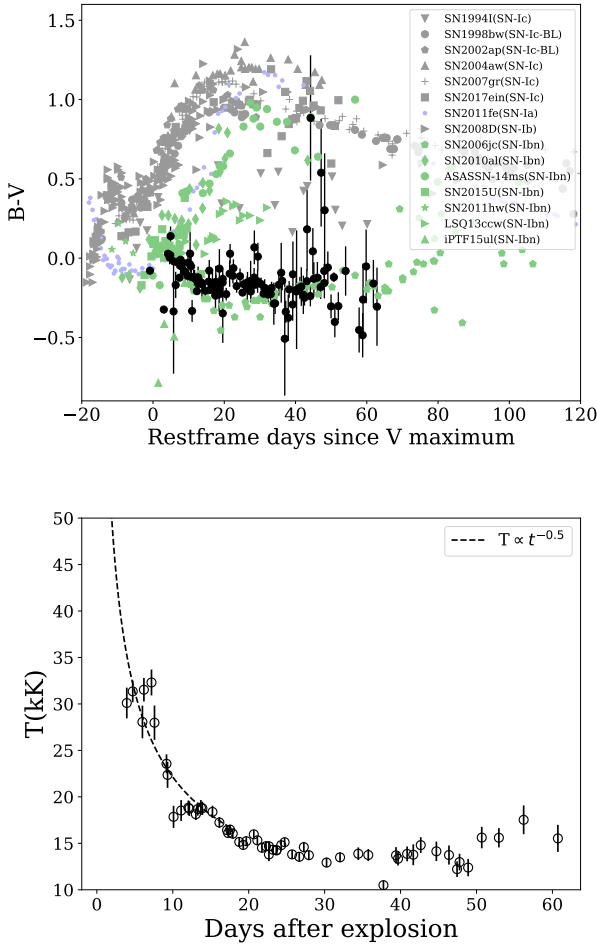 1.5
1.0
0.5
0.0
−0.5
B-V
SN1994I(SN-Ic)
SN1998bw(SN-Ic-BL)
SN2002ap(SN-Ic-BL)
SN2004aw(SN-Ic)
SN2007gr(SN-Ic)
SN2017ein(SN-Ic)
SN2011fe(SN-Ia)
SN2008D(SN-Ib)
SN2006jc(SN-Ibn)
SN2010al(SN-Ibn)
ASASSN-14ms(SN-Ibn)
SN2015U(SN-Ibn)
SN2011hw(SN-Ibn)
LSQ13ccw(SN-Ibn)
iPTF15ul(SN-Ibn)
−20 0 20 40 60 80 100 120
Restframe days since V maximum
50
45
40
35
30
25
20
15
10
T(kK)
T ∝ t⁻⁰·⁵
0 10 20 30 40 50 60
Days after explosion